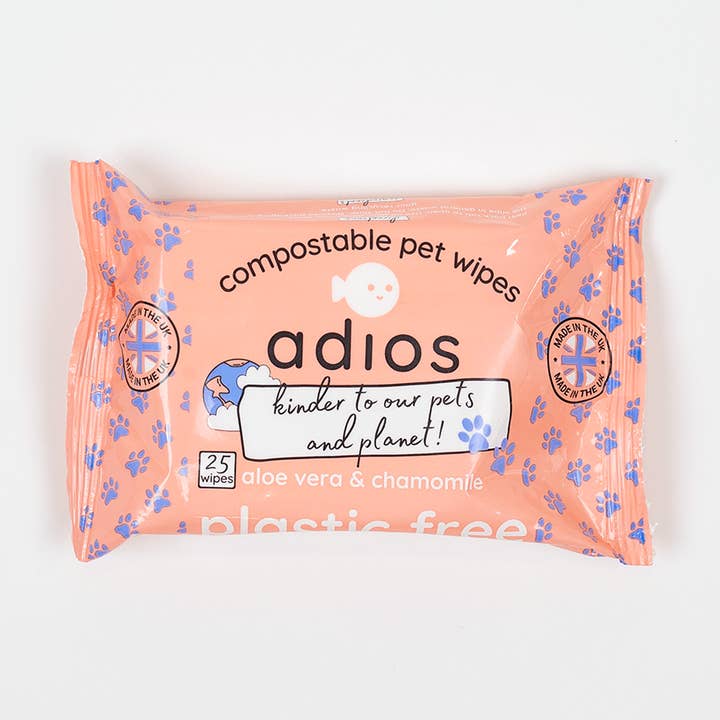 compostable pet wipes
adios
MADE IN THE UK
MADE IN THE UK
MADE IN THE UK
MADE IN THE UK
kinder to our pets
and planet!
25
wipes
aloe vera & chamomile
plastic free